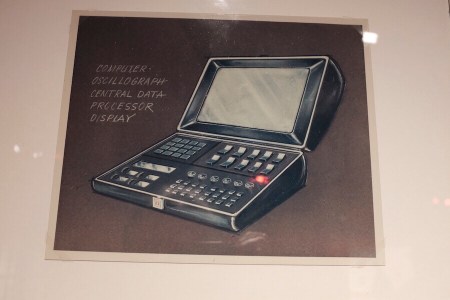 COMPUTER-
OSCILLOGRAPH
CENTRAL DATA
PROCESSOR
DISPLAY